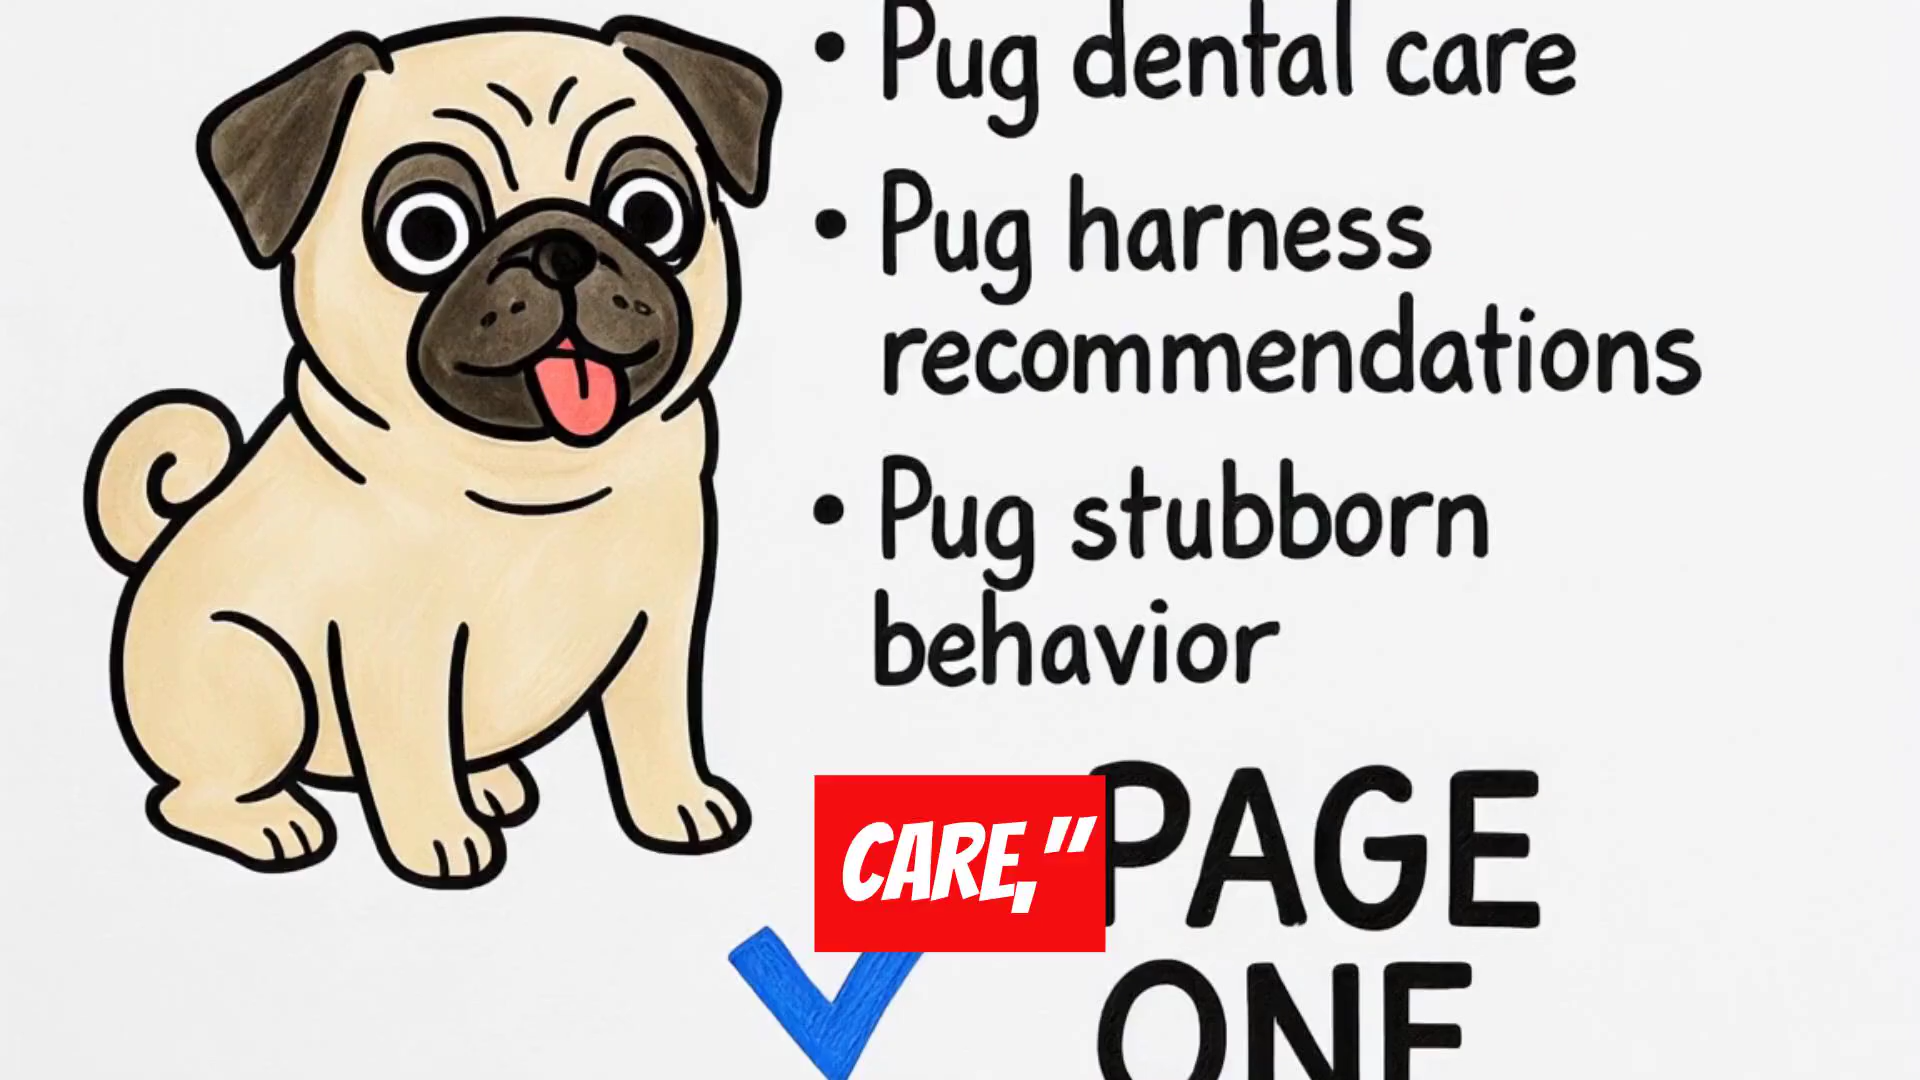 • Pug dental care
• Pug harness
recommendations
• Pug stubborn
behavior
CARE,"
PAGE
ONE